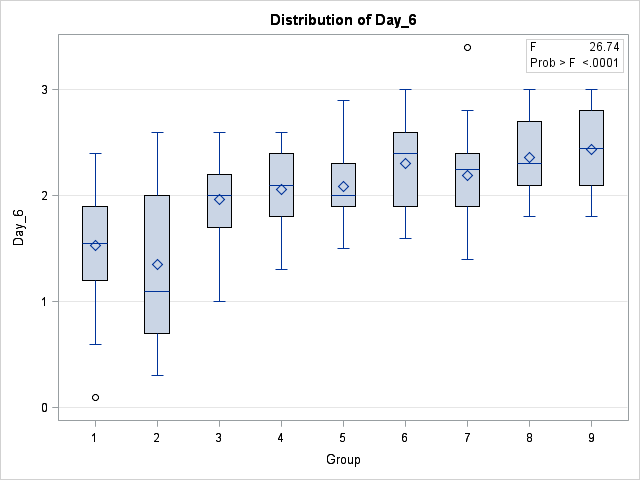 Distribution of Day_6
F 26.74
Prob > F <.0001
3
2
1
0
Day_6
1 2 3 4 5 6 7 8 9
Group